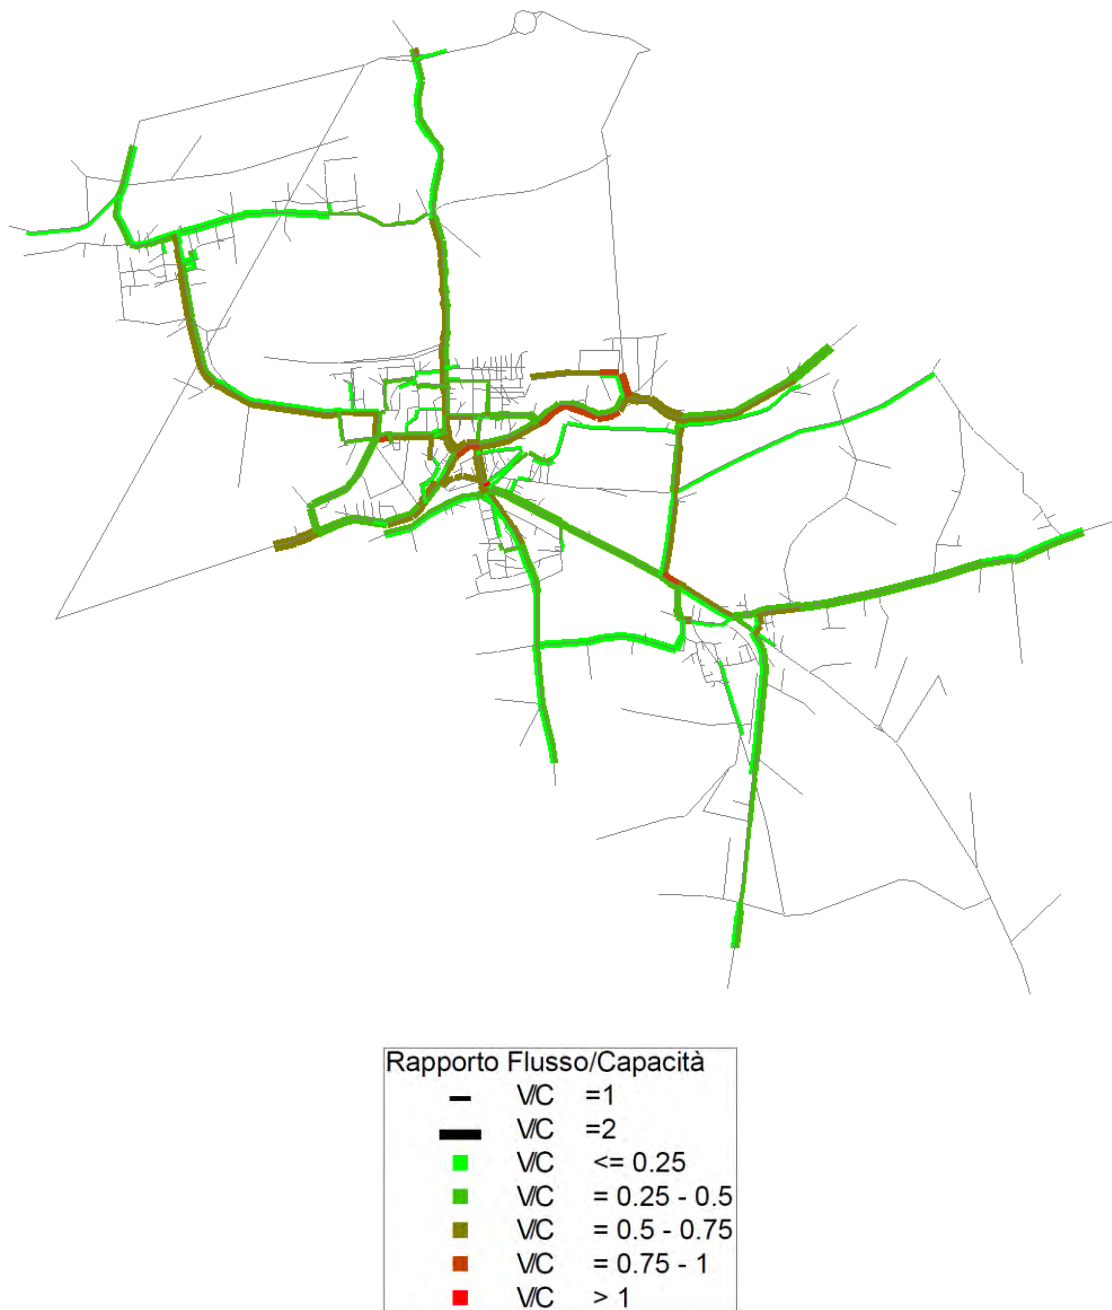 Rapporto Flusso/Capacità
V/C =1
V/C =2
V/C <= 0.25
V/C = 0.25 - 0.5
V/C = 0.5 - 0.75
V/C = 0.75 - 1
V/C > 1